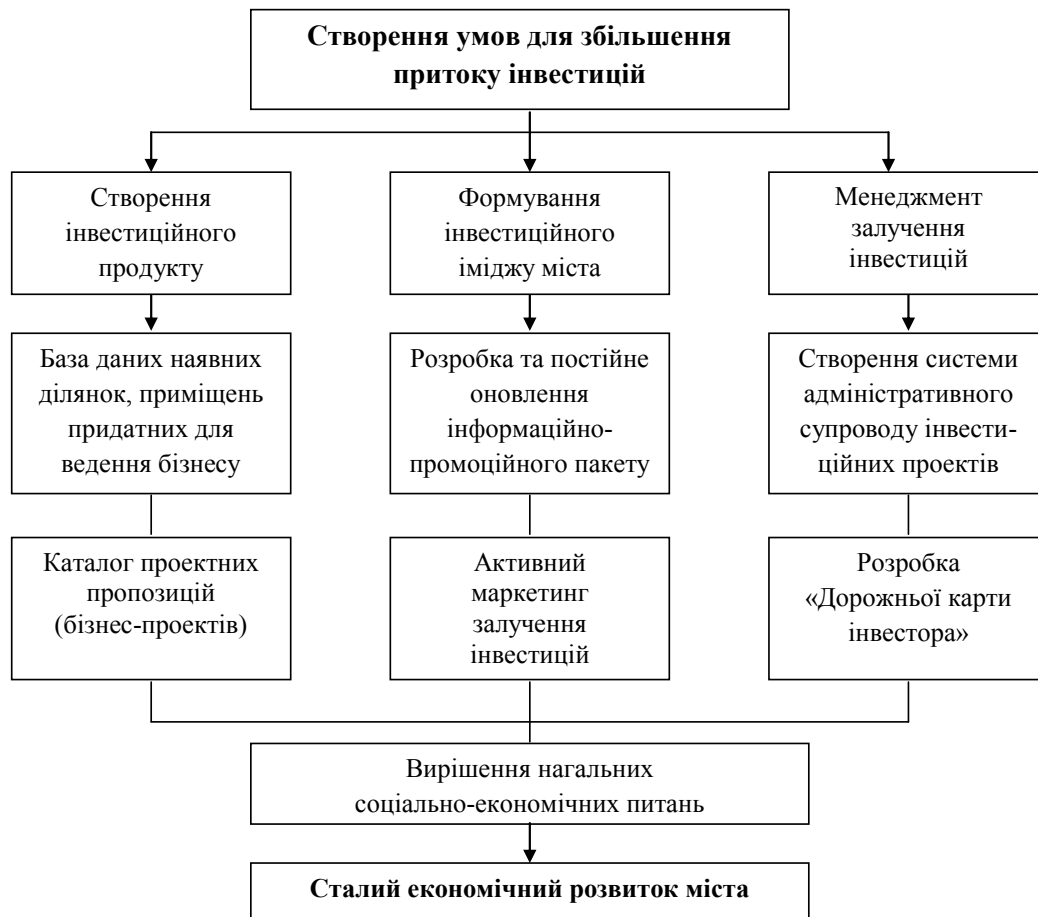 Створення умов для збільшення
притоку інвестицій
Створення
інвестиційного
продукту
Формування
інвестиційного
іміджу міста
Менеджмент
залучення
інвестицій
База даних наявних
ділянок, приміщень
придатних для
ведення бізнесу
Розробка та постійне
оновлення
інформаційно-
промоційного пакету
Створення системи
адміністративного
супроводу інвести-
ційних проектів
Каталог проектних
пропозицій
(бізнес-проектів)
Активний
маркетинг
залучення
інвестицій
Розробка
«Дорожньої карти
інвестора»
Вирішення нагальних
соціально-економічних питань
Сталий економічний розвиток міста